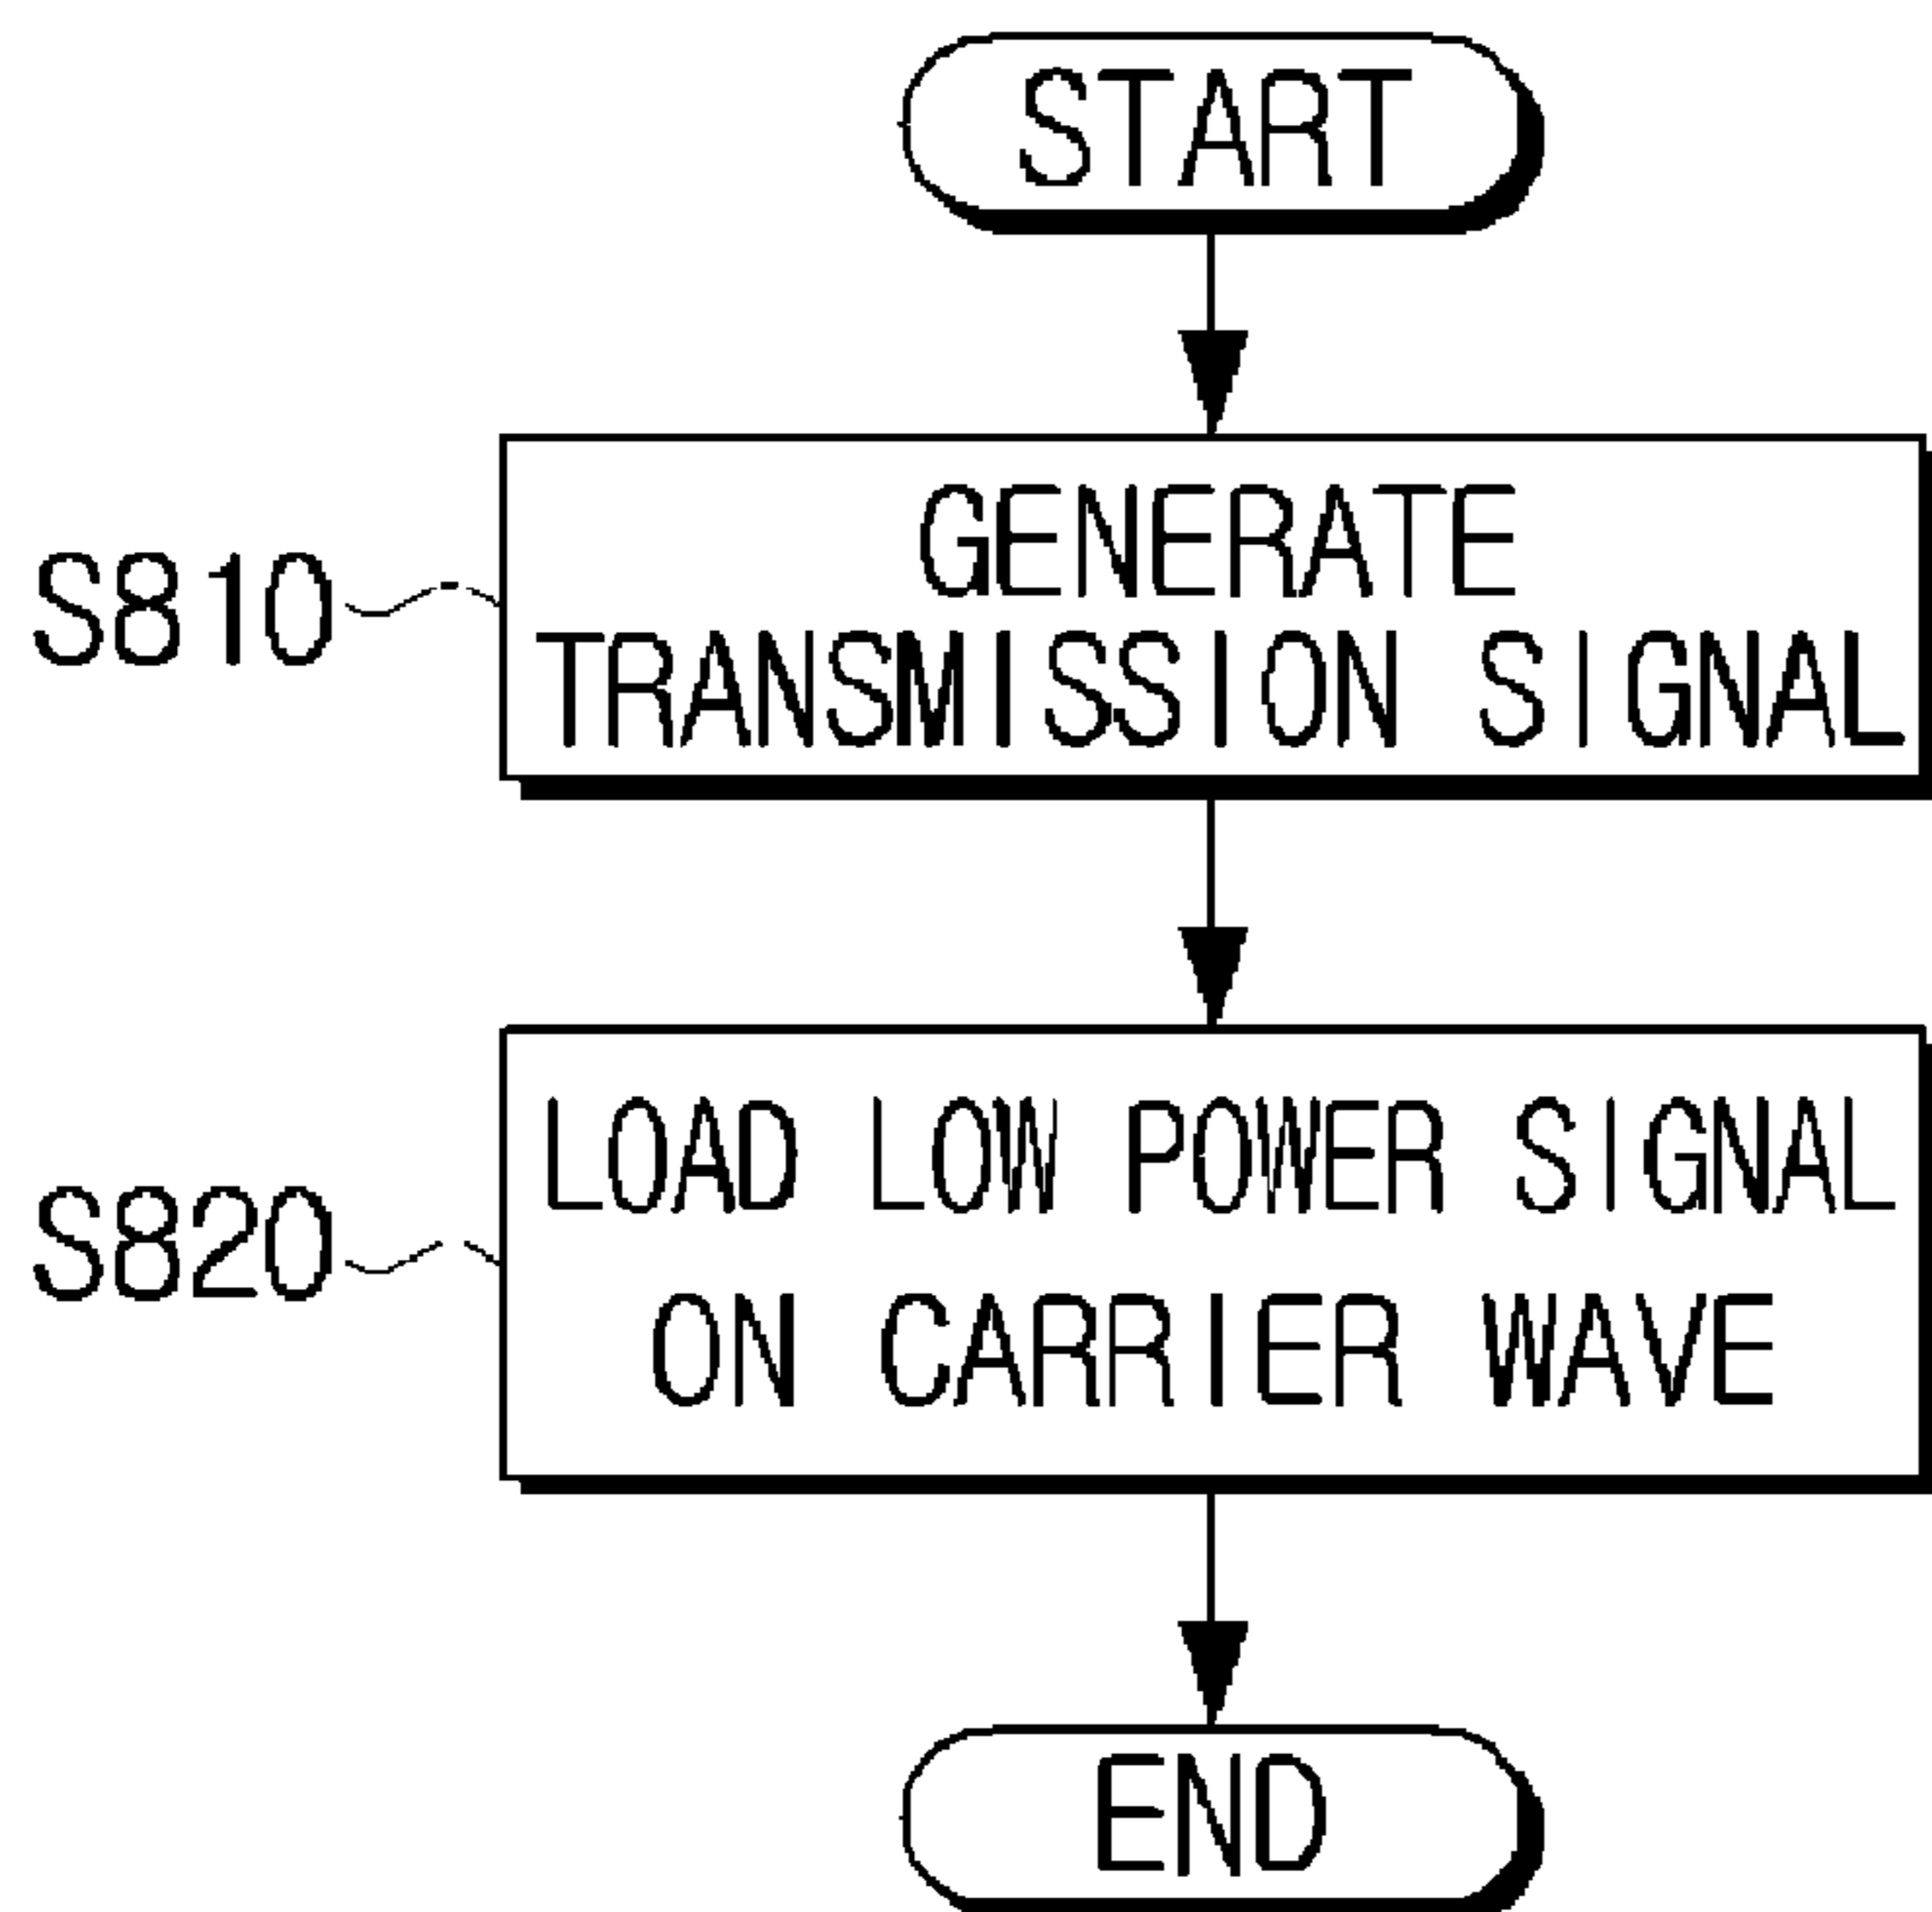 START
S810
GENERATE
TRANSMISSION SIGNAL
S820
LOAD LOW POWER SIGNAL
ON CARRIER WAVE
END